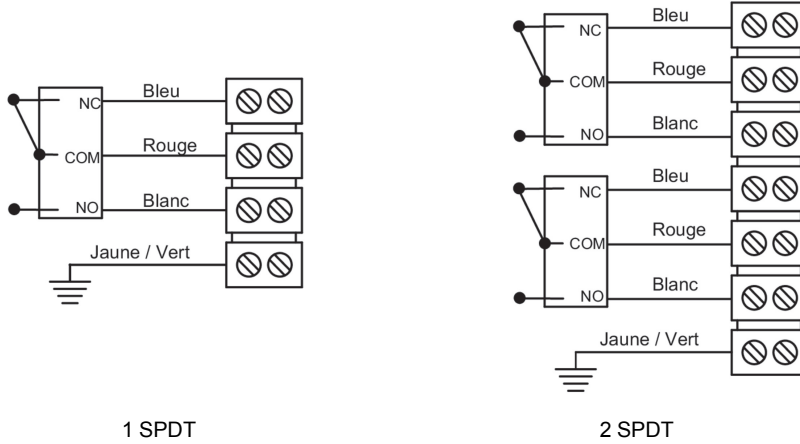 NC Bleu
COM Rouge
NO Blanc
Jaune / Vert
1 SPDT
NC Bleu
COM Rouge
NO Blanc
NC Bleu
COM Rouge
NO Blanc
Jaune / Vert
2 SPDT